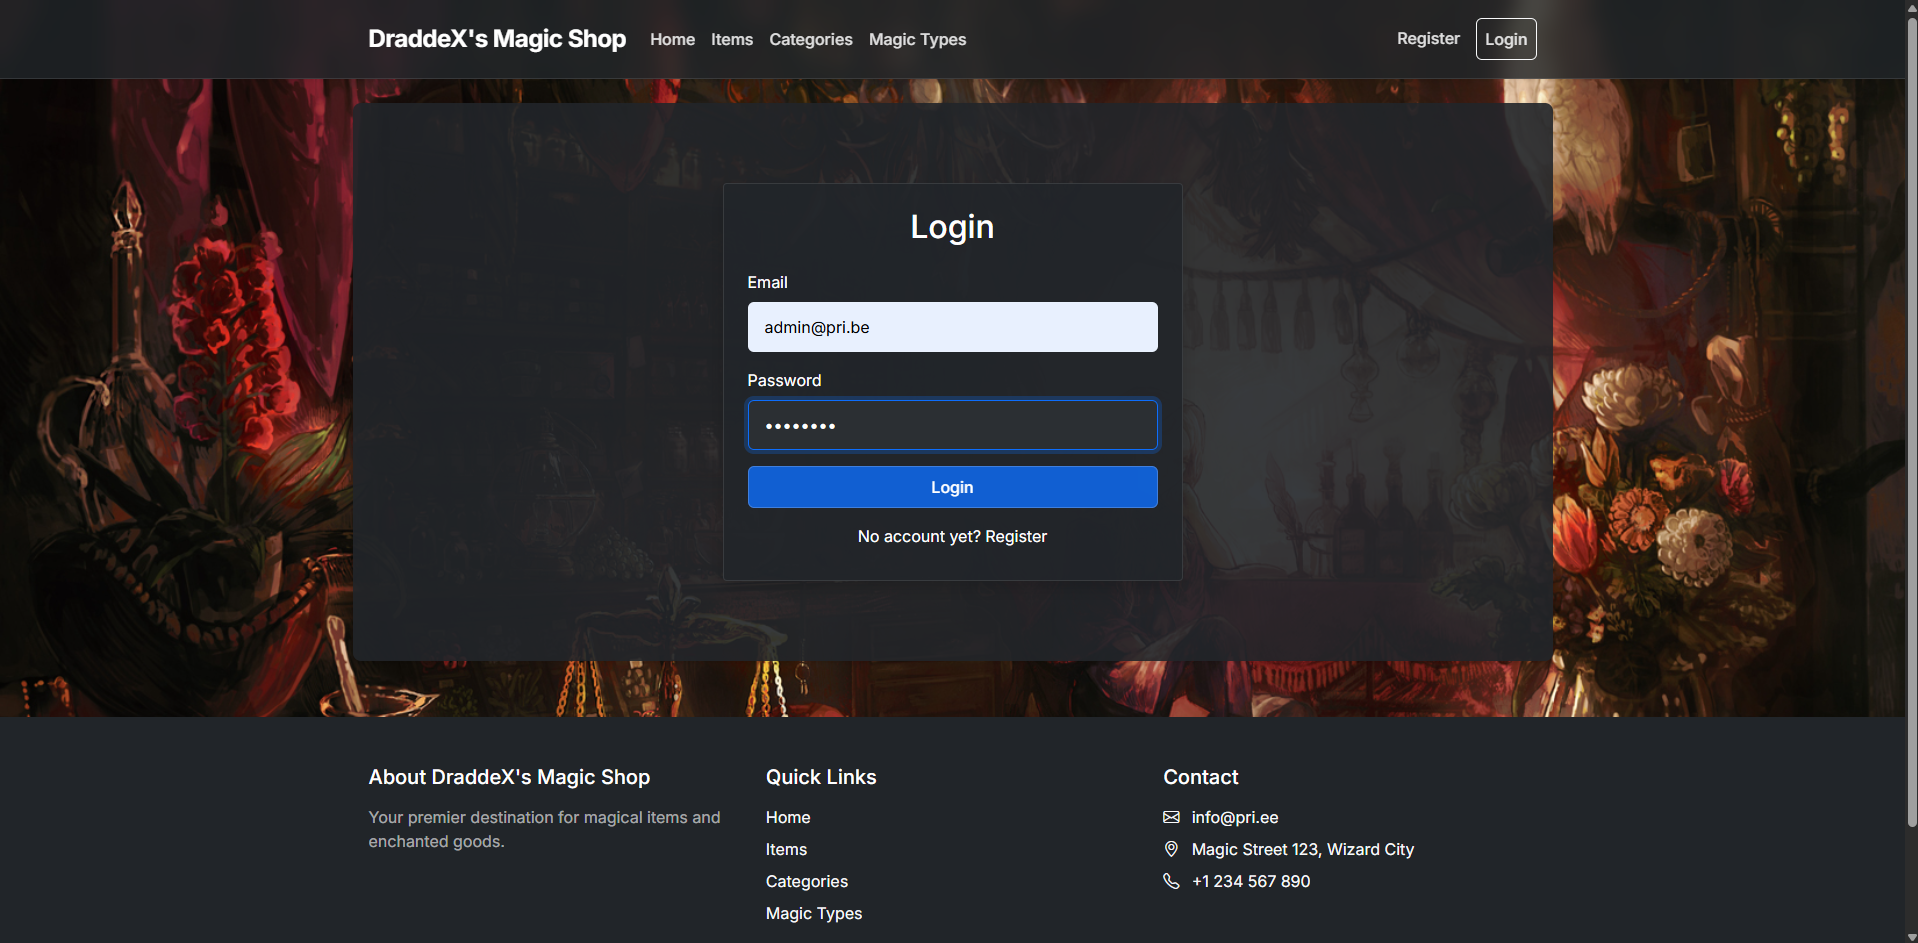 DraddeX's Magic Shop Home Items Categories Magic Types Register Login
Login
Email
admin@pri.be
Password
••••••••
Login
No account yet? Register
About DraddeX's Magic Shop
Your premier destination for magical items and
enchanted goods.
Quick Links
Home
Items
Categories
Magic Types
Contact
info@pri.ee
Magic Street 123, Wizard City
+1 234 567 890